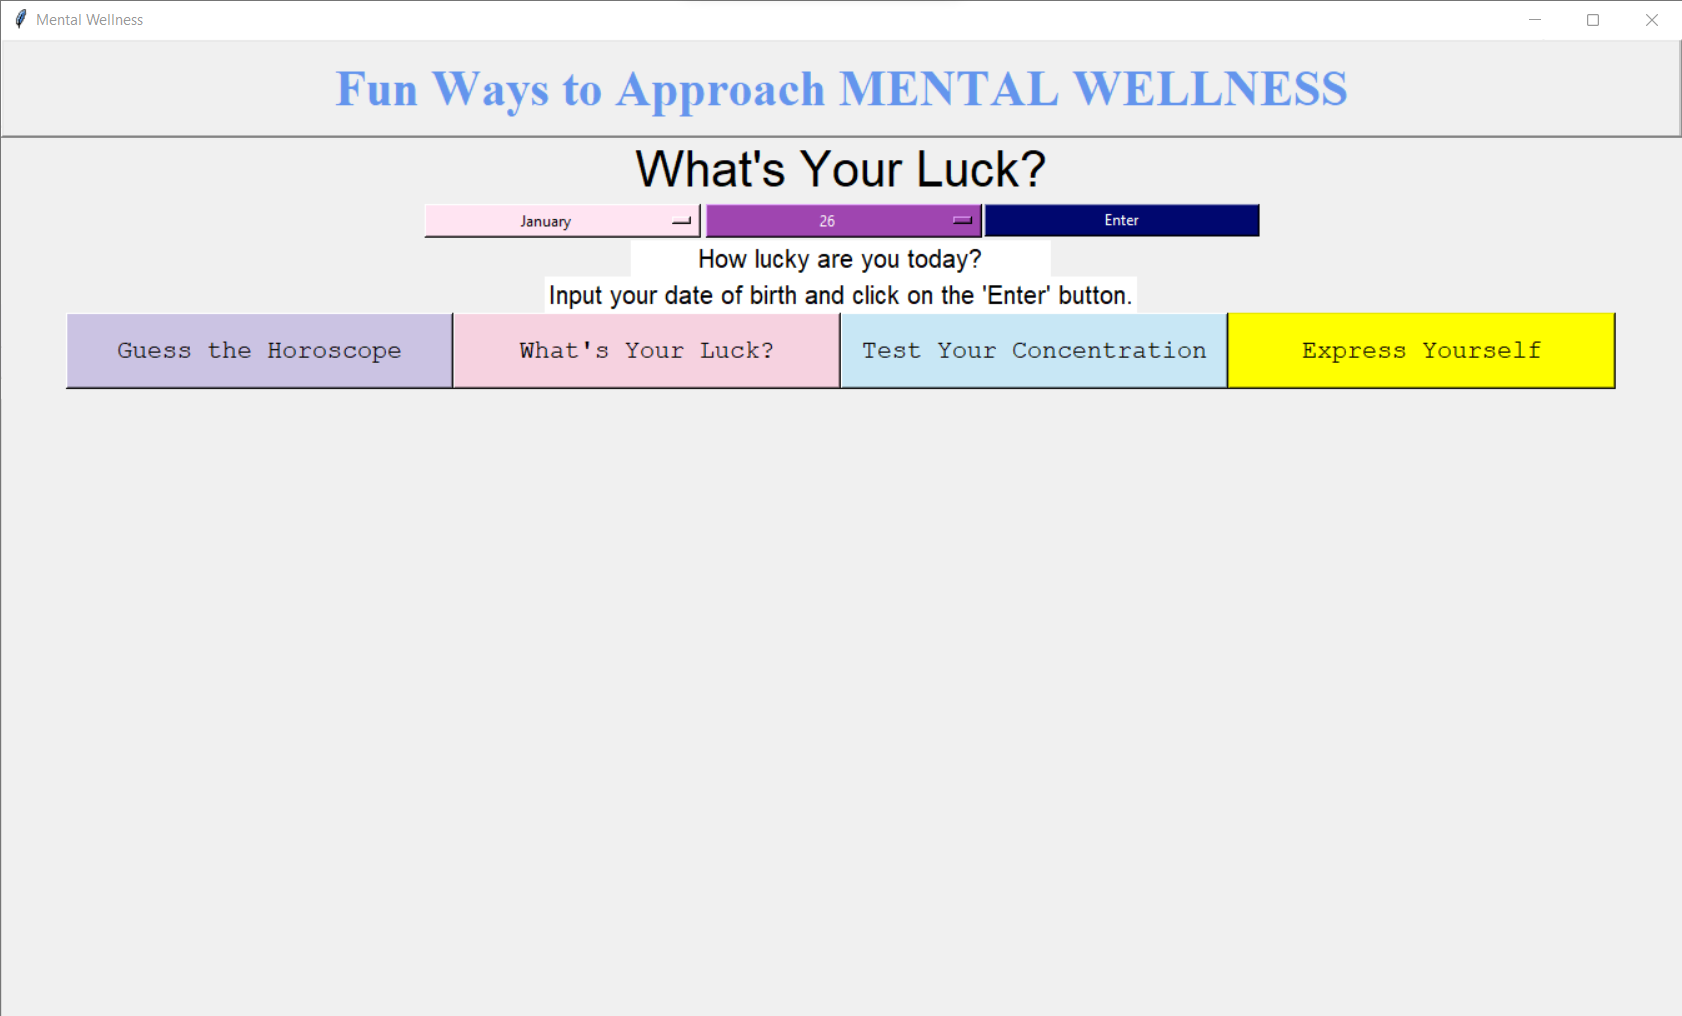 Mental Wellness
Fun Ways to Approach MENTAL WELLNESS
What's Your Luck?
January 26 Enter
How lucky are you today?
Input your date of birth and click on the 'Enter' button.
Guess the Horoscope What's Your Luck? Test Your Concentration Express Yourself